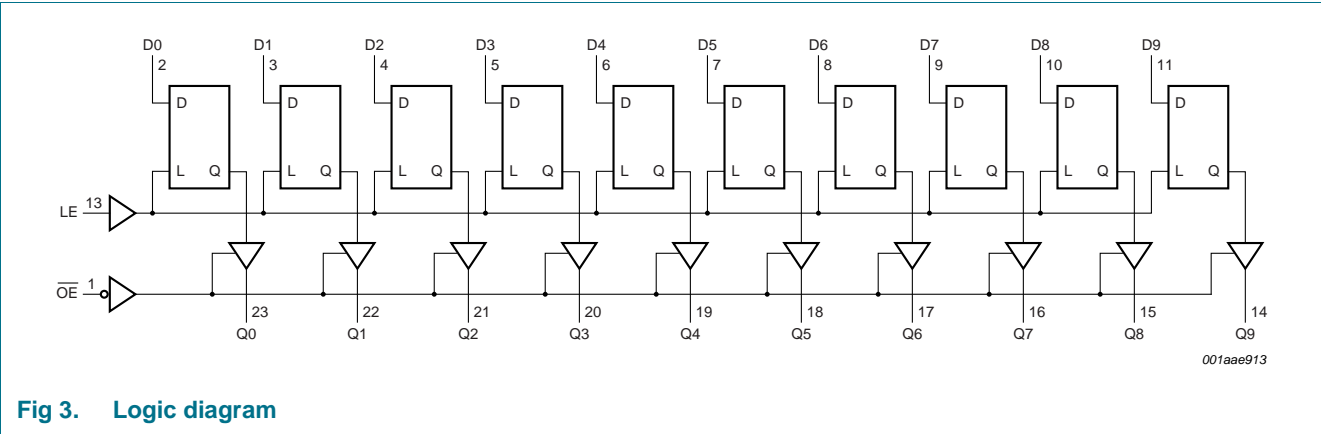 D0 D1 D2 D3 D4 D5 D6 D7 D8 D9
2 3 4 5 6 7 8 9 10 11
D D D D D D D D D D
L Q L Q L Q L Q L Q L Q L Q L Q L Q L Q
LE 13
OE 1
23 22 21 20 19 18 17 16 15 14
Q0 Q1 Q2 Q3 Q4 Q5 Q6 Q7 Q8 Q9
001aae913
Fig 3. Logic diagram